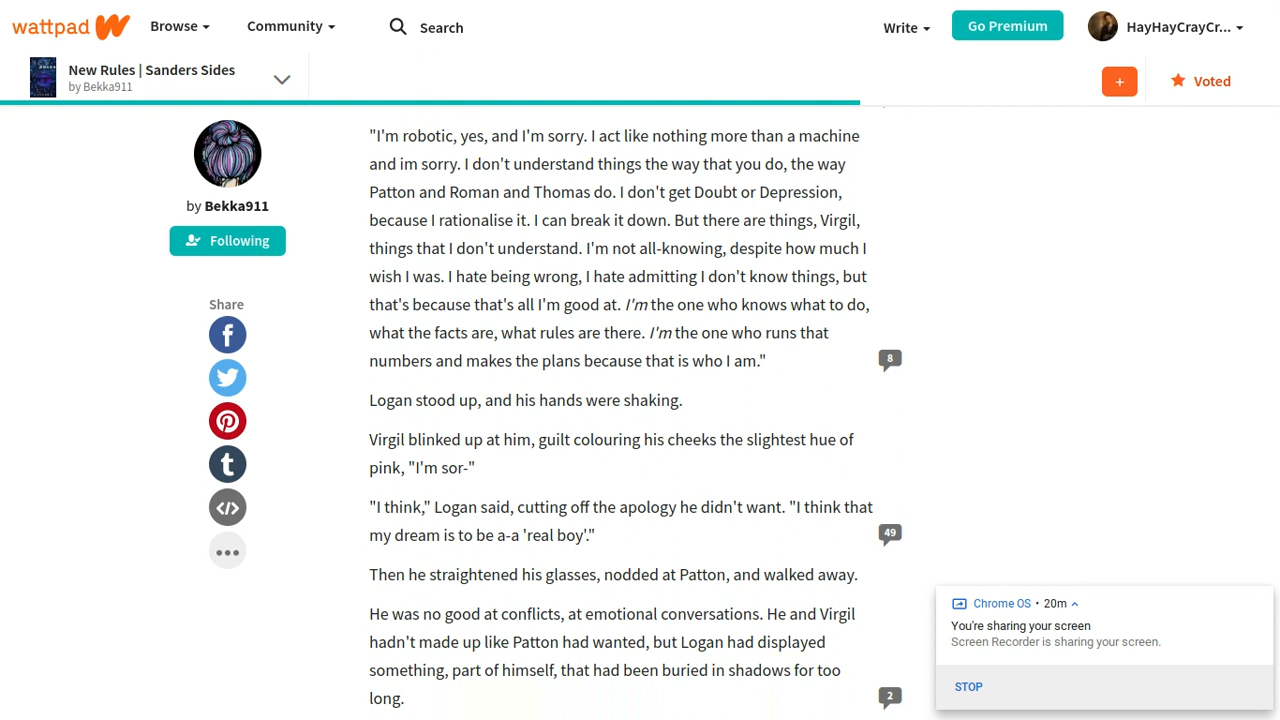 wattpad
Browse
Community
Search
Write
Go Premium
HayHayCrayCr...
New Rules | Sanders Sides
by Bekka911
+
Voted
by Bekka911
Following
Share
"I'm robotic, yes, and I'm sorry. I act like nothing more than a machine
and im sorry. I don't understand things the way that you do, the way
Patton and Roman and Thomas do. I don't get Doubt or Depression,
because I rationalise it. I can break it down. But there are things, Virgil,
things that I don't understand. I'm not all-knowing, despite how much I
wish I was. I hate being wrong, I hate admitting I don't know things, but
that's because that's all I'm good at. I'm the one who knows what to do,
what the facts are, what rules are there. I'm the one who runs that
numbers and makes the plans because that is who I am."
8
Logan stood up, and his hands were shaking.
Virgil blinked up at him, guilt colouring his cheeks the slightest hue of
pink, "I'm sor-"
"I think," Logan said, cutting off the apology he didn't want. "I think that
my dream is to be a-a 'real boy'."
49
Then he straightened his glasses, nodded at Patton, and walked away.
He was no good at conflicts, at emotional conversations. He and Virgil
hadn't made up like Patton had wanted, but Logan had displayed
something, part of himself, that had been buried in shadows for too
long.
2
Chrome OS • 20m
You're sharing your screen
Screen Recorder is sharing your screen.
STOP